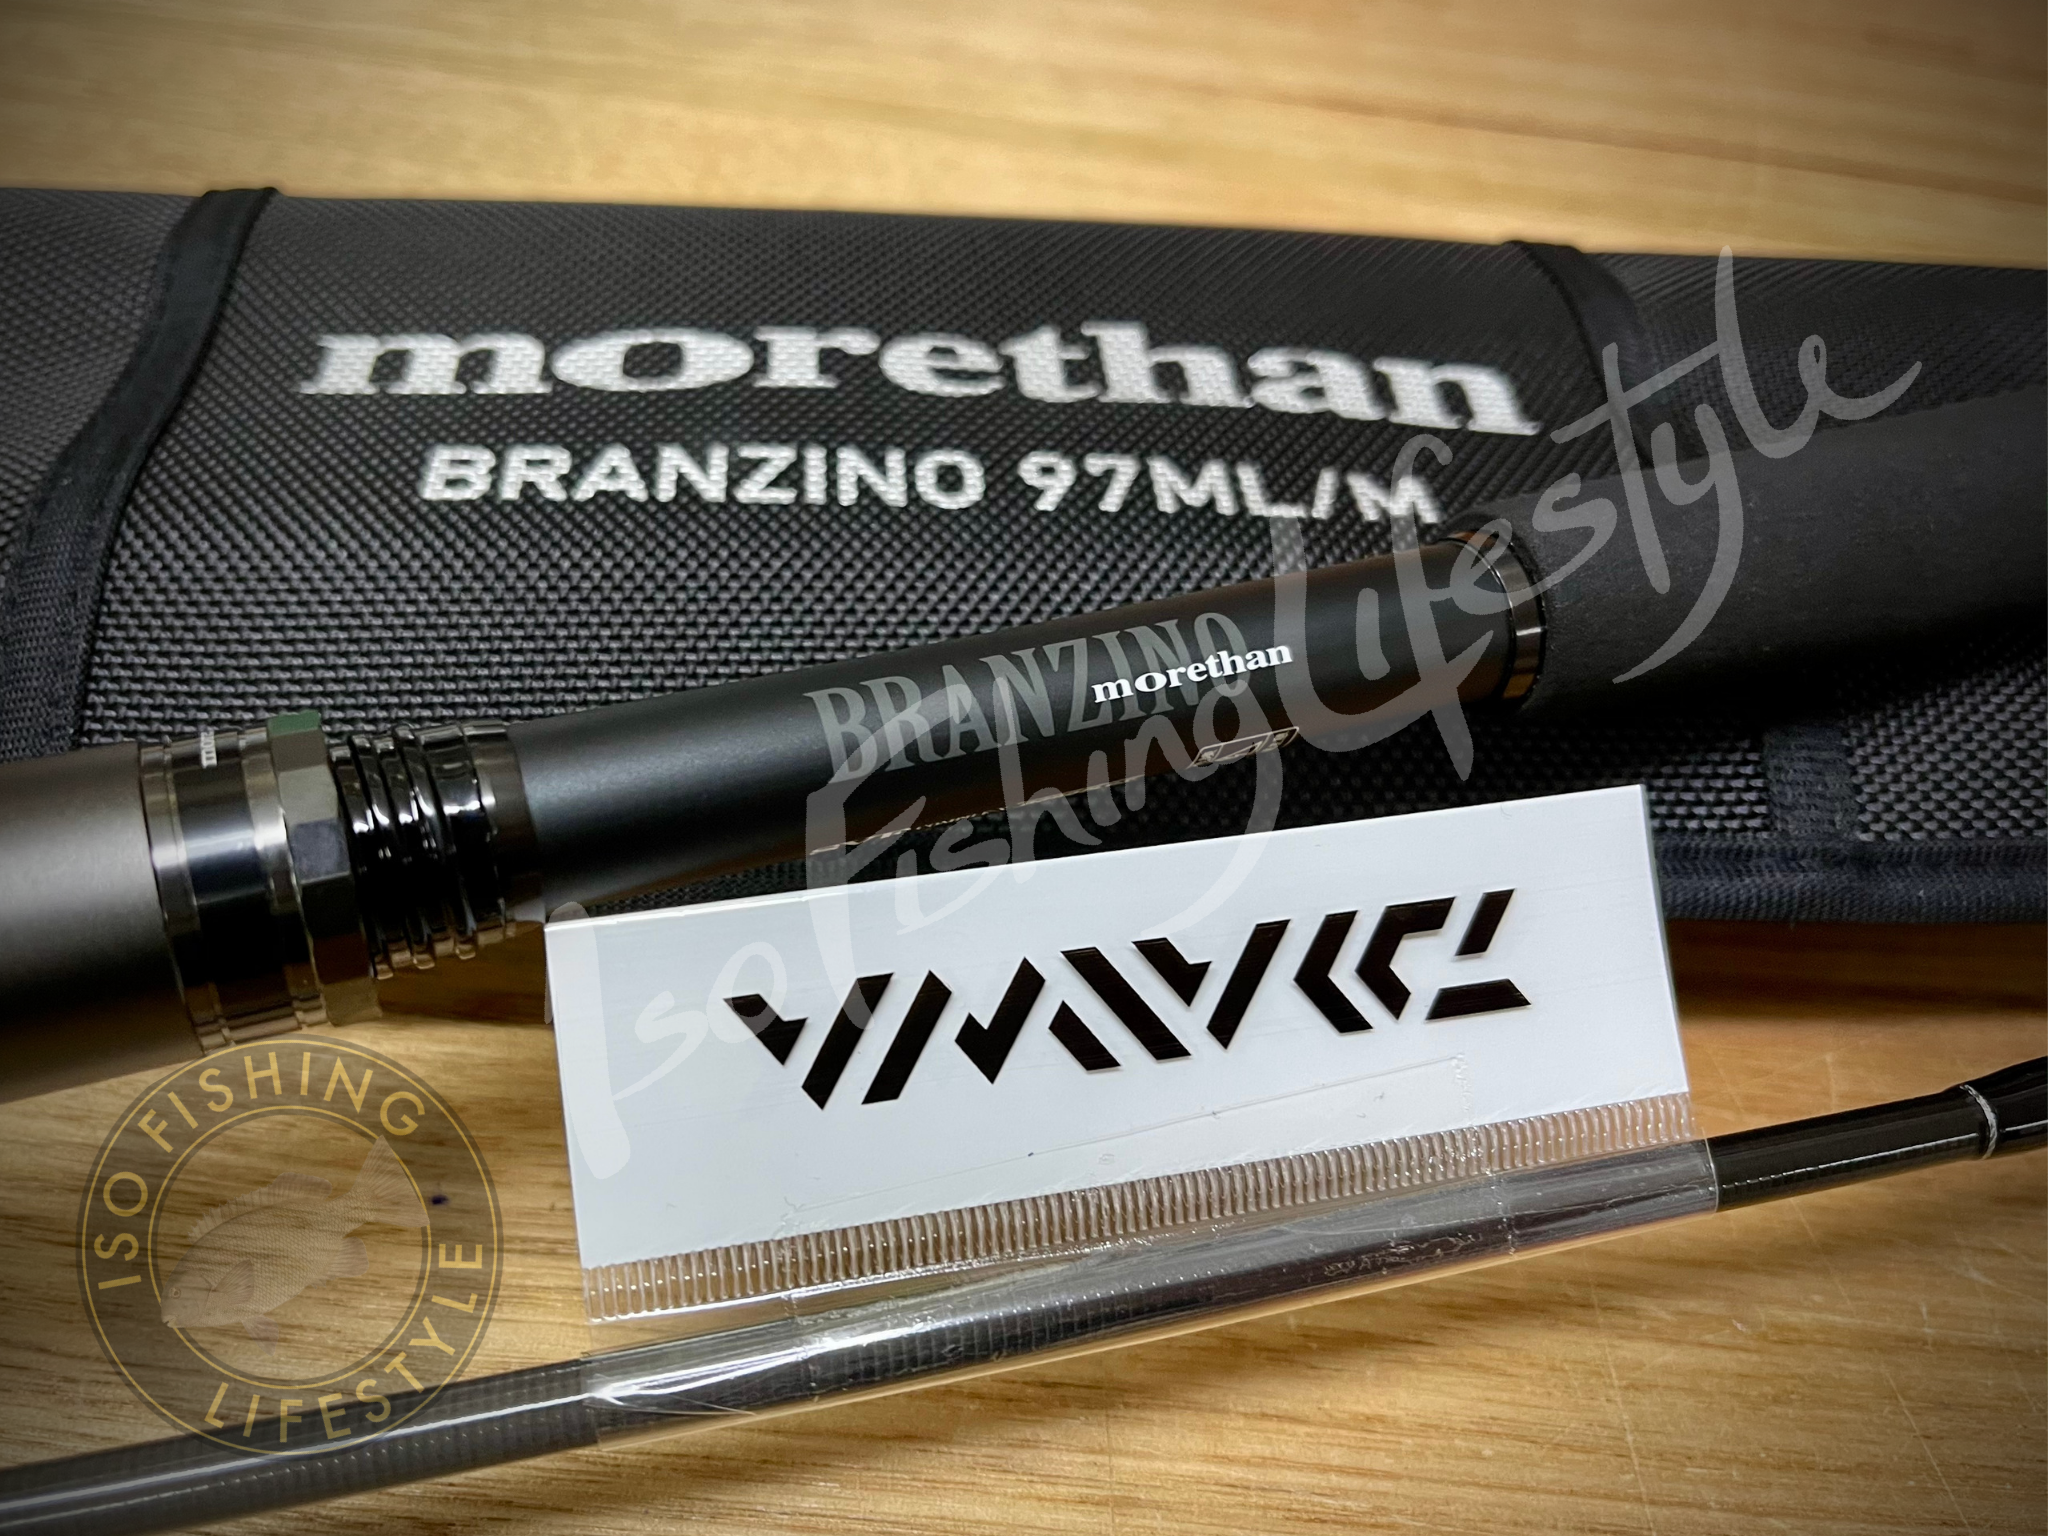 morethan
BRANZINO 97ML/M
BRANZINO
morethan
Iso Fishing Lifestyle
ISO FISHING
LIFESTYLE